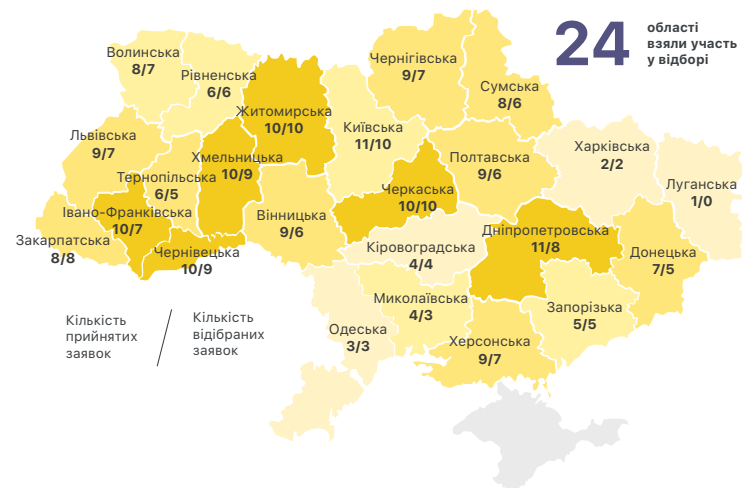 24
області
взяли участь
у відборі
Волинська
8/7
Рівненська
6/6
Житомирська
10/10
Київська
11/10
Чернігівська
9/7
Сумська
8/6
Львівська
9/7
Тернопільська
6/5
Хмельницька
10/9
Івано-Франківська
10/7
Закарпатська
8/8
Чернівецька
10/9
Вінницька
9/6
Черкаська
10/10
Полтавська
9/6
Харківська
2/2
Луганська
1/0
Кіровоградська
4/4
Дніпропетровська
11/8
Донецька
7/5
Миколаївська
4/3
Запорізька
5/5
Одеська
3/3
Херсонська
9/7
Кількість
прийнятих
заявок
/
Кількість
відібраних
заявок